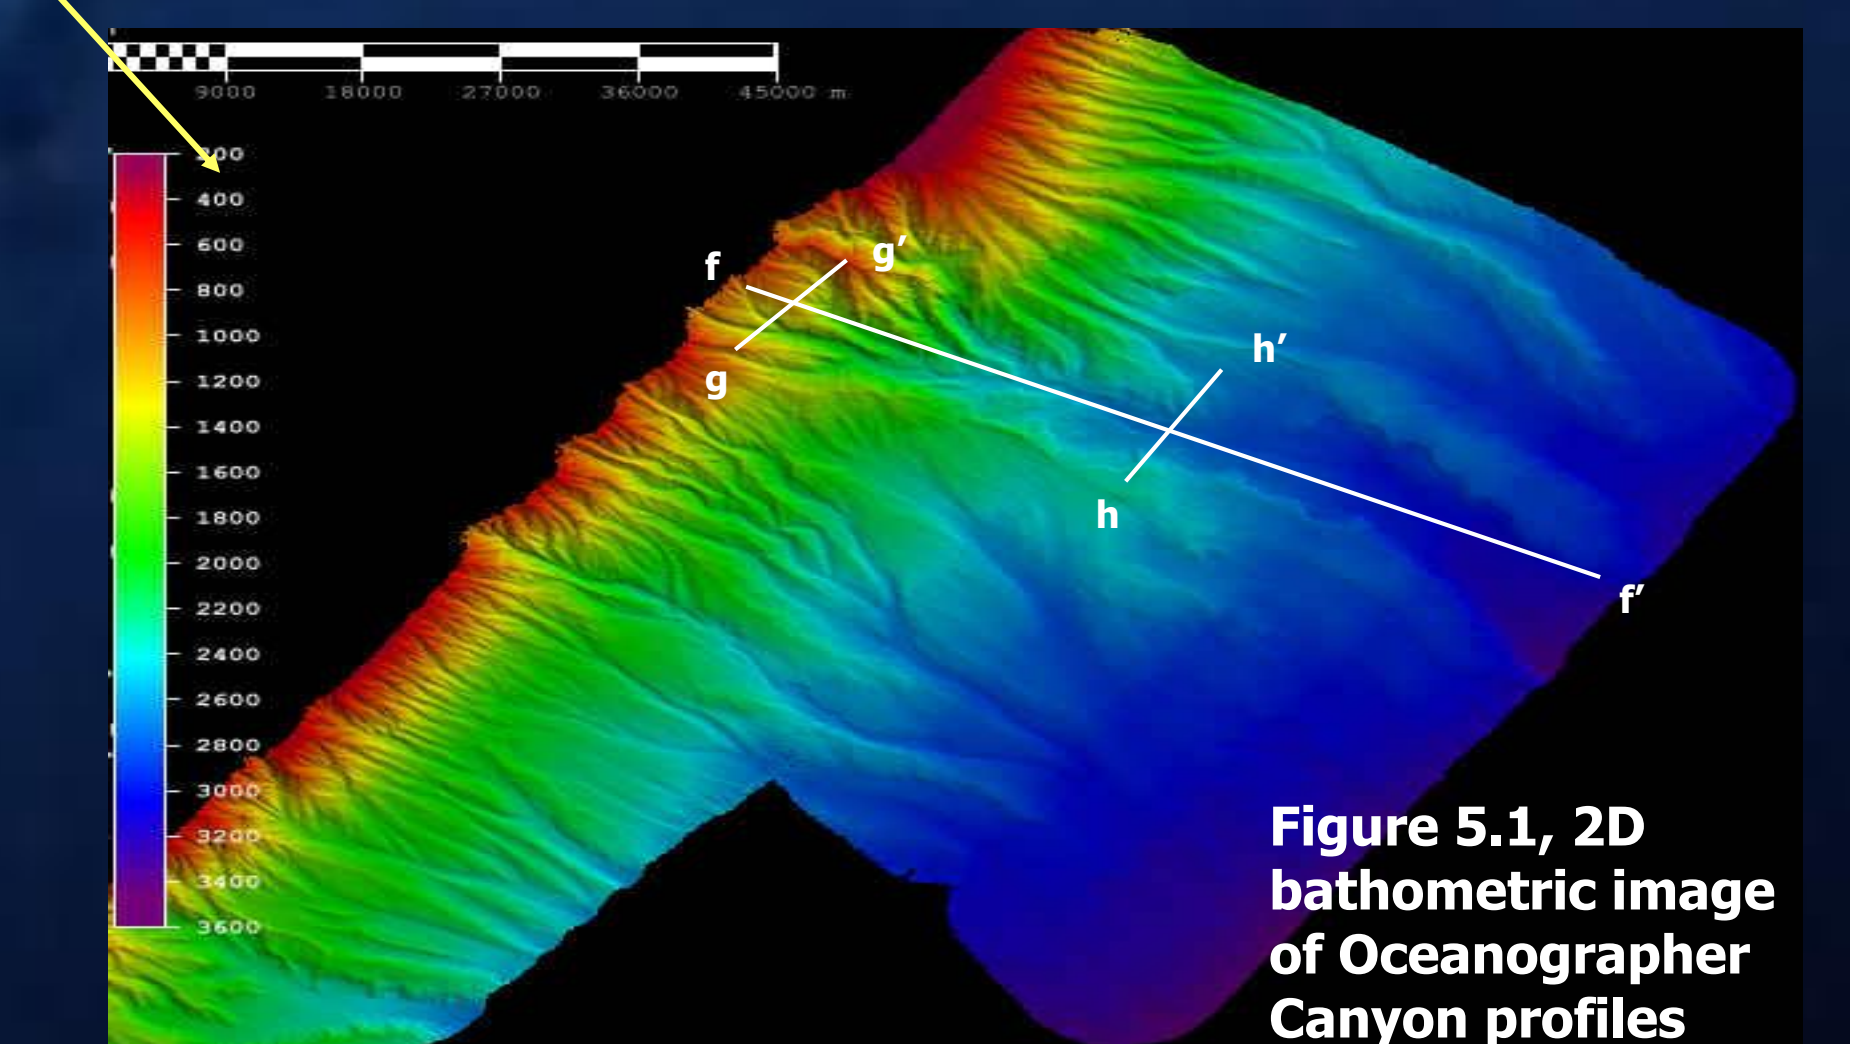 9000 18000 27000 36000 45000 m
200
400
600
800
1000
1200
1400
1600
1800
2000
2200
2400
2600
2800
3000
3200
3400
3600
f
g’
g
h’
h
f’
Figure 5.1, 2D
bathometric image
of Oceanographer
Canyon profiles